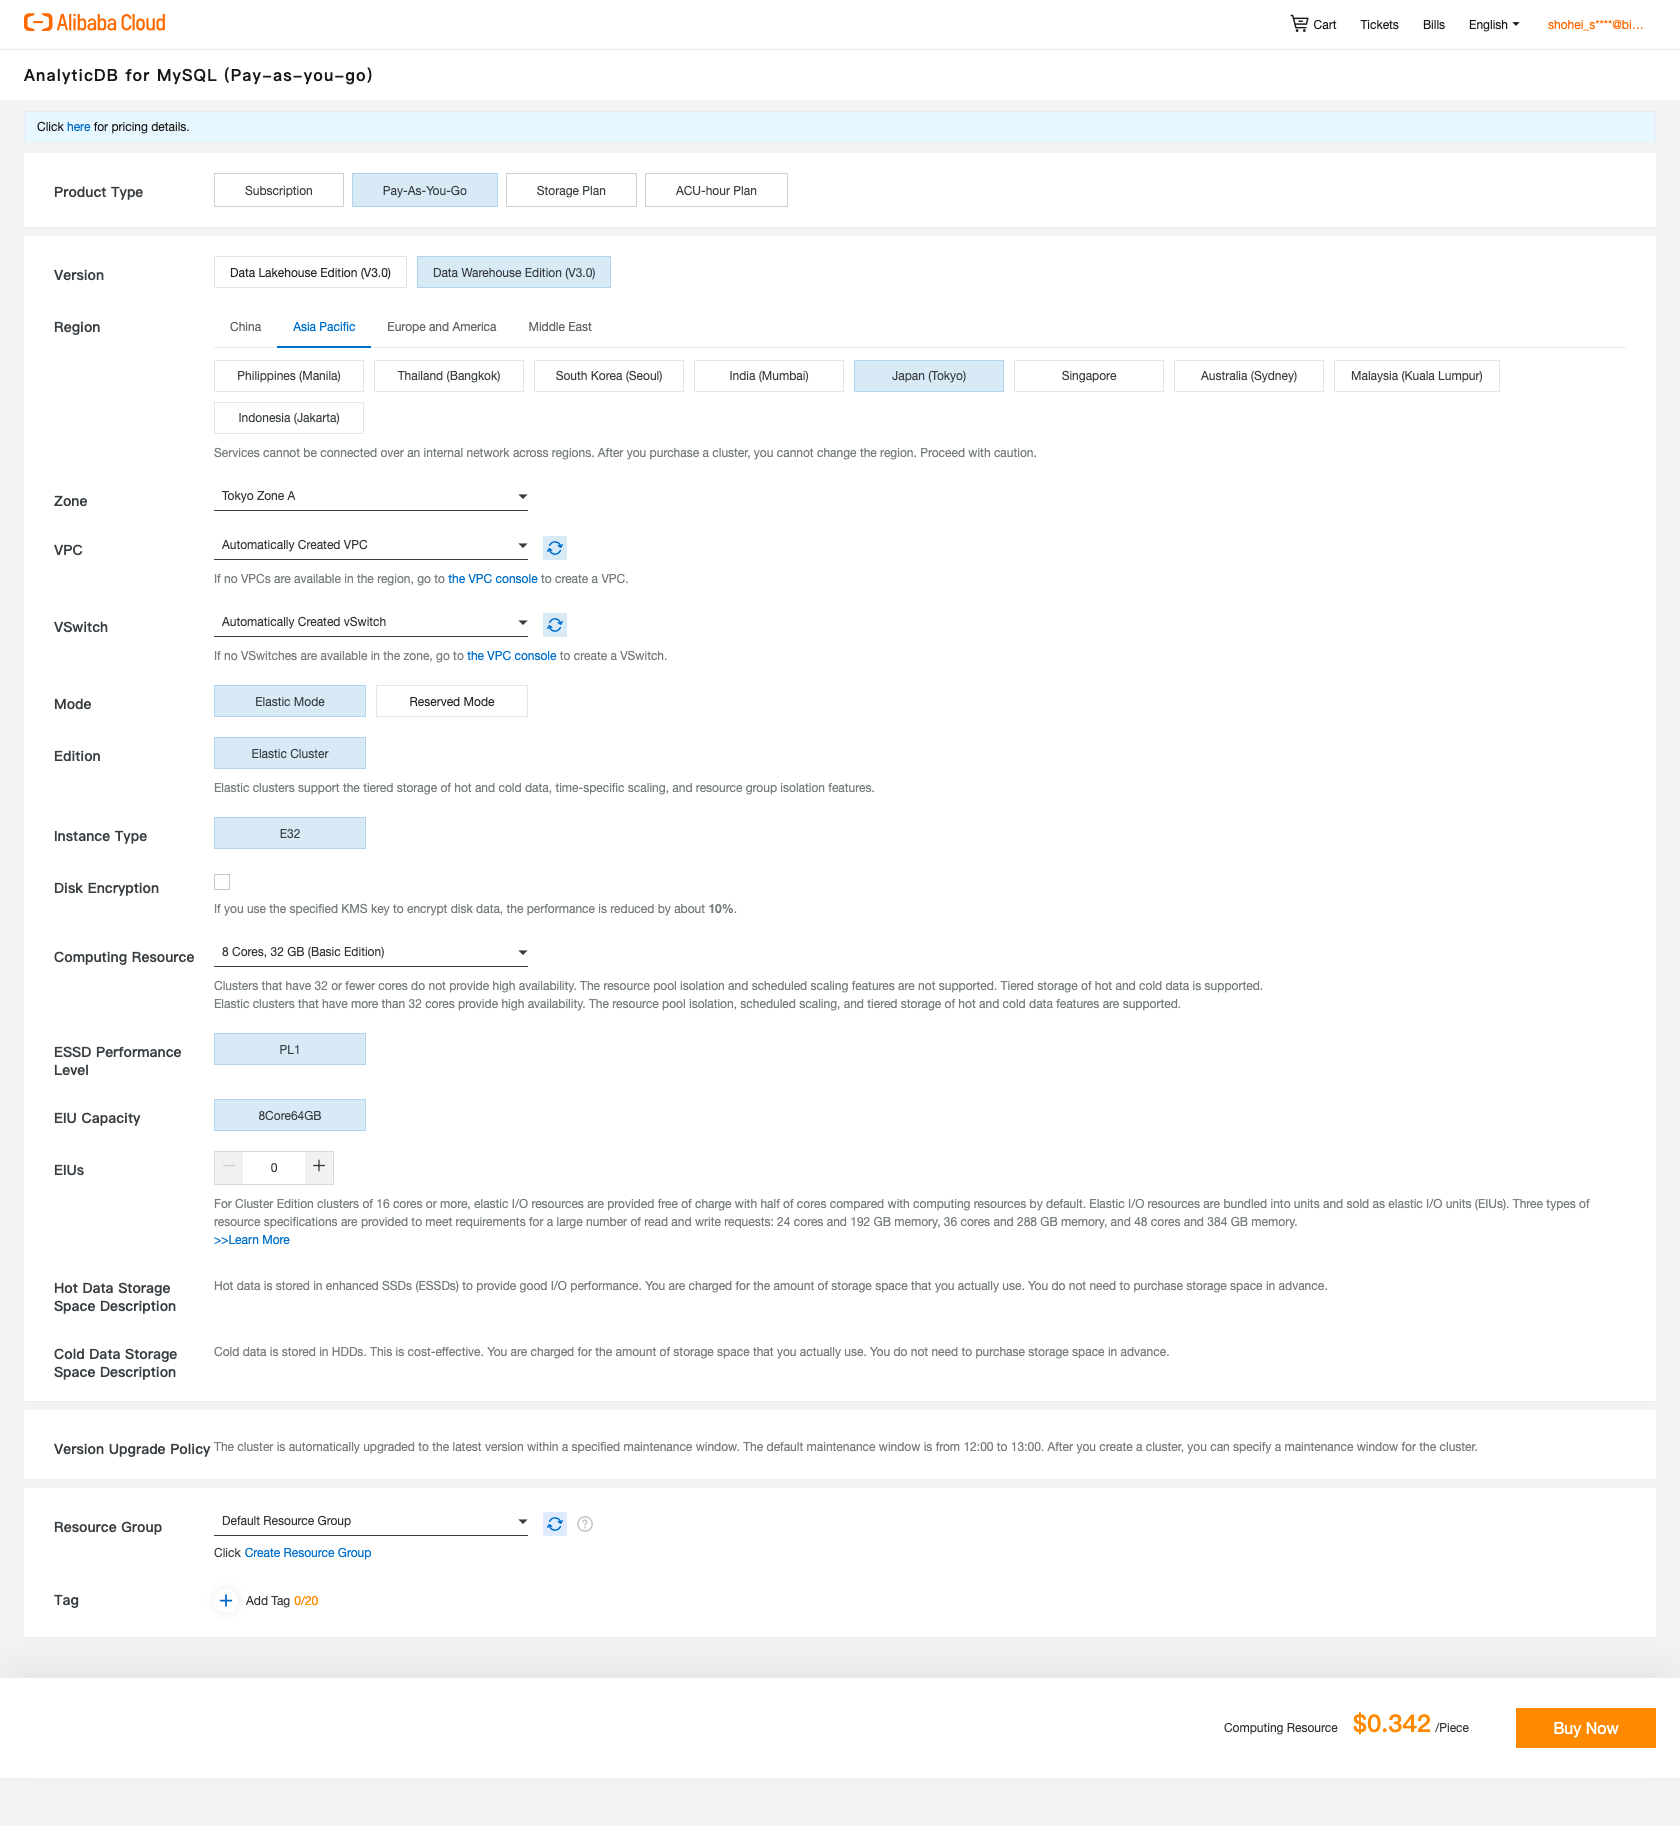 Alibaba Cloud
Cart Tickets Bills English shohei_s****@bi...
AnalyticDB for MySQL (Pay-as-you-go)
Click here for pricing details.
Product Type Subscription Pay-As-You-Go Storage Plan ACU-hour Plan
Version Data Lakehouse Edition (V3.0) Data Warehouse Edition (V3.0)
Region China Asia Pacific Europe and America Middle East
Philippines (Manila) Thailand (Bangkok) South Korea (Seoul) India (Mumbai) Japan (Tokyo) Singapore Australia (Sydney) Malaysia (Kuala Lumpur)
Indonesia (Jakarta)
Services cannot be connected over an internal network across regions. After you purchase a cluster, you cannot change the region. Proceed with caution.
Zone Tokyo Zone A
VPC Automatically Created VPC
If no VPCs are available in the region, go to the VPC console to create a VPC.
VSwitch Automatically Created vSwitch
If no VSwitches are available in the zone, go to the VPC console to create a VSwitch.
Mode Elastic Mode Reserved Mode
Edition Elastic Cluster
Elastic clusters support the tiered storage of hot and cold data, time-specific scaling, and resource group isolation features.
Instance Type E32
Disk Encryption
If you use the specified KMS key to encrypt disk data, the performance is reduced by about 10%.
Computing Resource 8 Cores, 32 GB (Basic Edition)
Clusters that have 32 or fewer cores do not provide high availability. The resource pool isolation and scheduled scaling features are not supported. Tiered storage of hot and cold data is supported.
Elastic clusters that have more than 32 cores provide high availability. The resource pool isolation, scheduled scaling, and tiered storage of hot and cold data features are supported.
ESSD Performance Level PL1
EIU Capacity 8Core64GB
EIUs 0
For Cluster Edition clusters of 16 cores or more, elastic I/O resources are provided free of charge with half of cores compared with computing resources by default. Elastic I/O resources are bundled into units and sold as elastic I/O units (EIUs). Three types of
resource specifications are provided to meet requirements for a large number of read and write requests: 24 cores and 192 GB memory, 36 cores and 288 GB memory, and 48 cores and 384 GB memory.
>>Learn More
Hot Data Storage Space Description Hot data is stored in enhanced SSDs (ESSDs) to provide good I/O performance. You are charged for the amount of storage space that you actually use. You do not need to purchase storage space in advance.
Cold Data Storage Space Description Cold data is stored in HDDs. This is cost-effective. You are charged for the amount of storage space that you actually use. You do not need to purchase storage space in advance.
Version Upgrade Policy The cluster is automatically upgraded to the latest version within a specified maintenance window. The default maintenance window is from 12:00 to 13:00. After you create a cluster, you can specify a maintenance window for the cluster.
Resource Group Default Resource Group
Click Create Resource Group
Tag Add Tag 0/20
Computing Resource $0.342 /Piece Buy Now